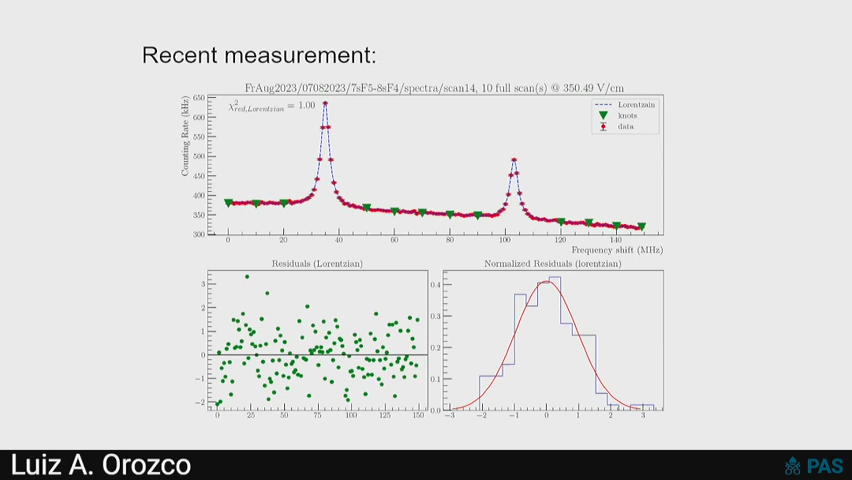 Recent measurement:
FrAug2023/07082023/7sF5-8sF4/spectra/scan14, 10 full scan(s) @ 350.49 V/cm
χ²red,Lorentzian = 1.00
Lorentzain
knots
data
Counting Rate (kHz)
650
600
550
500
450
400
350
300
0 20 40 60 80 100 120 140
Frequency shift (MHz)
Residuals (Lorentzian)
3
2
1
0
−1
−2
0 25 50 75 100 125 150
Normalized Residuals (lorentzian)
0.4
0.3
0.2
0.1
0.0
−3 −2 −1 0 1 2 3
Luiz A. Orozco
PAS